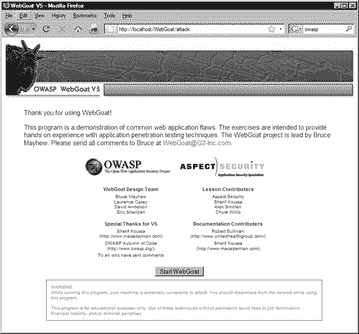 WebGoat V5 - Mozilla Firefox
File Edit View History Bookmarks Tools Help
http://localhost/WebGoat/attack
owasp
OWASP WebGoat V5
Thank you for using WebGoat!
This program is a demonstration of common web application flaws. The exercises are intended to provide
hands on experience with application penetration testing techniques. The WebGoat project is lead by Bruce
Mayhew. Please send all comments to Bruce at WebGoat@G2-inc.com.
OWASP
The Open Web Application Security Project
ASPECT SECURITY
Application Security Specialists
WebGoat Design Team
Bruce Mayhew
Laurence Casey
David Anderson
Eric Sheridan
Lesson Contributors
Aspect Security
Sherif Koussa
Alex Smolen
Chuck Willis
Special Thanks for V5
Sherif Koussa
(http://www.macadamian.com)
OWASP Autumn of Code
(http://www.owasp.org/)
To all who have sent comments
Documentation Contributors
Robert Sullivan
(http://www.unitedhealthgroup.com/)
Sherif Koussa
(http://www.macadamian.com)
Start WebGoat
WARNING
While running this program, your machine is extremely vulnerable to attack. You should disconnect from the network while using
this program.
This program is for educational purposes only. Use of these techniques without permission could lead to job termination,
financial liability, and/or criminal penalties.